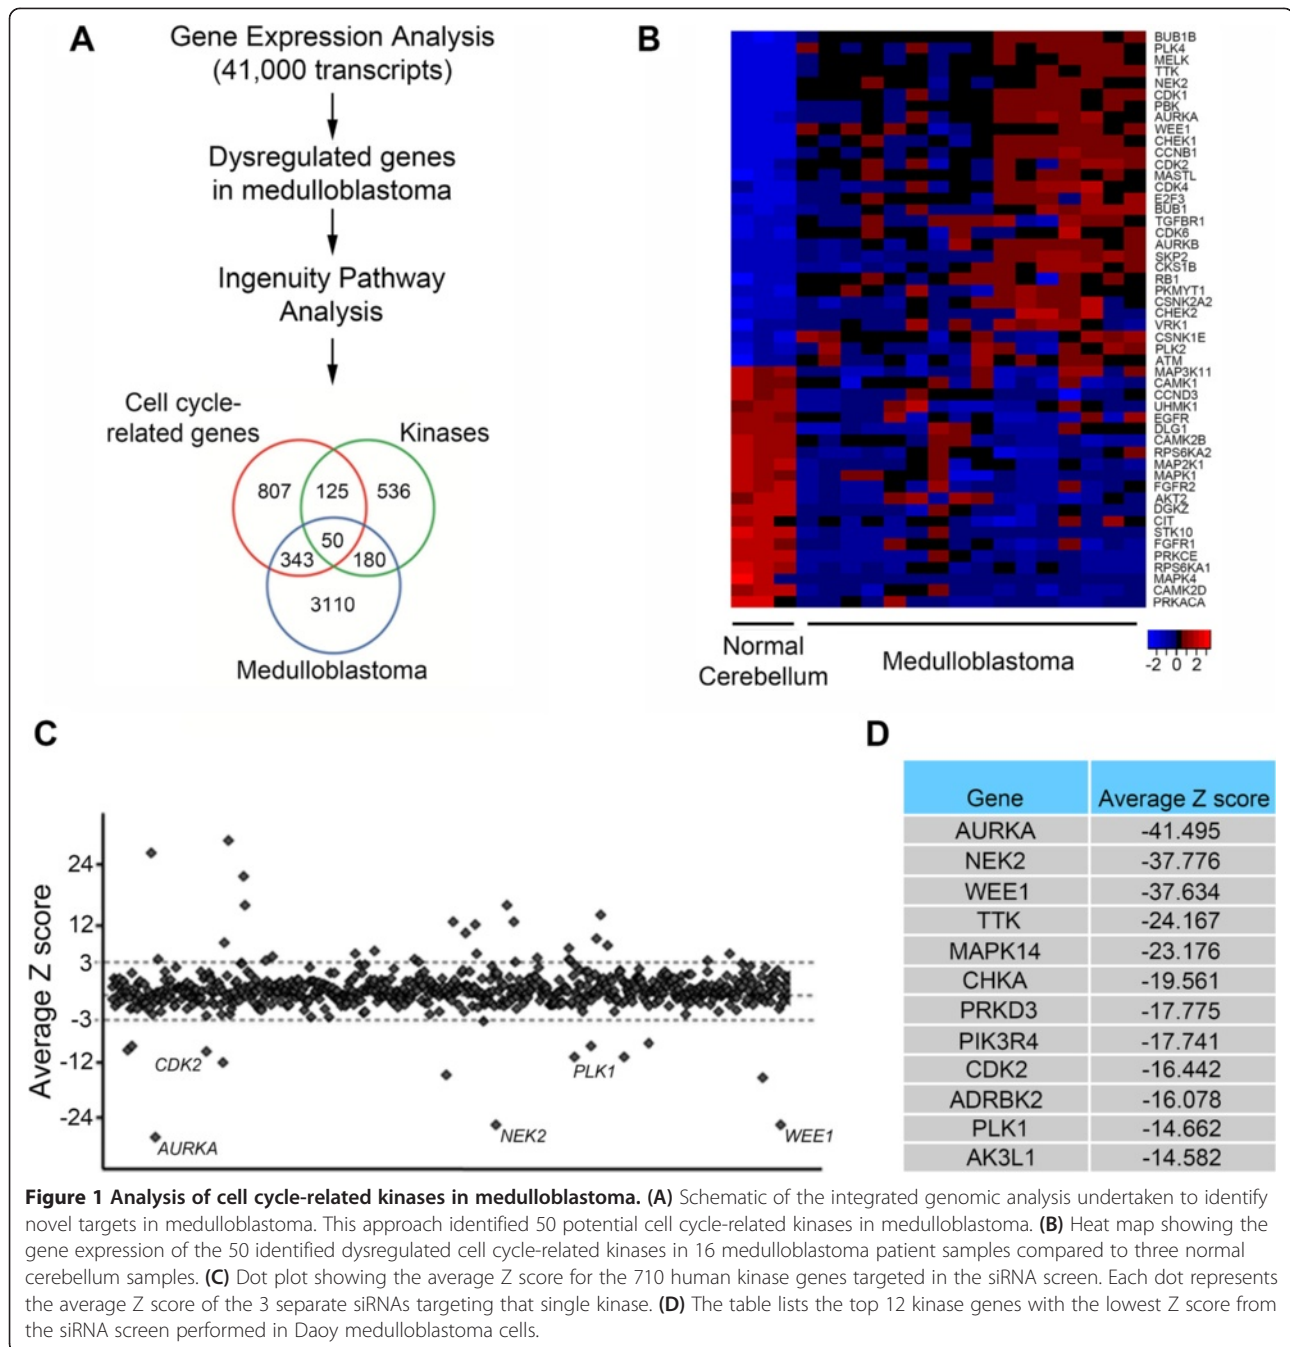 A
Gene Expression Analysis
(41,000 transcripts)
Dysregulated genes
in medulloblastoma
Ingenuity Pathway
Analysis
Cell cycle-
related genes
Kinases
807
125
536
50
343
180
3110
Medulloblastoma
B
BUB1B
PLK4
MELK
TTK
NEK2
CDK1
PBK
AURKA
WEE1
CHEK1
CCNB1
CDK2
MASTL
CDK4
E2F3
BUB1
TGFBR1
CDK6
AURKB
SKP2
CKS1B
RB1
PKMYT1
CSNK2A2
CHEK2
VRK1
CSNK1E
PLK2
ATM
MAP3K11
CAMK1
CCND3
UHMK1
EGFR
DLG1
CAMK2B
RPS6KA2
MAP2K1
MAPK1
FGFR2
AKT2
DGKZ
CIT
STK10
FGFR1
PRKCE
RPS6KA1
MAPK4
CAMK2D
PRKACA
Normal
Cerebellum
Medulloblastoma
-2 0 2
C
Average Z score
24
12
3
-3
-12
-24
CDK2
AURKA
NEK2
PLK1
WEE1
D
Gene Average Z score
AURKA -41.495
NEK2 -37.776
WEE1 -37.634
TTK -24.167
MAPK14 -23.176
CHKA -19.561
PRKD3 -17.775
PIK3R4 -17.741
CDK2 -16.442
ADRBK2 -16.078
PLK1 -14.662
AK3L1 -14.582
Figure 1 Analysis of cell cycle-related kinases in medulloblastoma. (A) Schematic of the integrated genomic analysis undertaken to identify
novel targets in medulloblastoma. This approach identified 50 potential cell cycle-related kinases in medulloblastoma. (B) Heat map showing the
gene expression of the 50 identified dysregulated cell cycle-related kinases in 16 medulloblastoma patient samples compared to three normal
cerebellum samples. (C) Dot plot showing the average Z score for the 710 human kinase genes targeted in the siRNA screen. Each dot represents
the average Z score of the 3 separate siRNAs targeting that single kinase. (D) The table lists the top 12 kinase genes with the lowest Z score from
the siRNA screen performed in Daoy medulloblastoma cells.